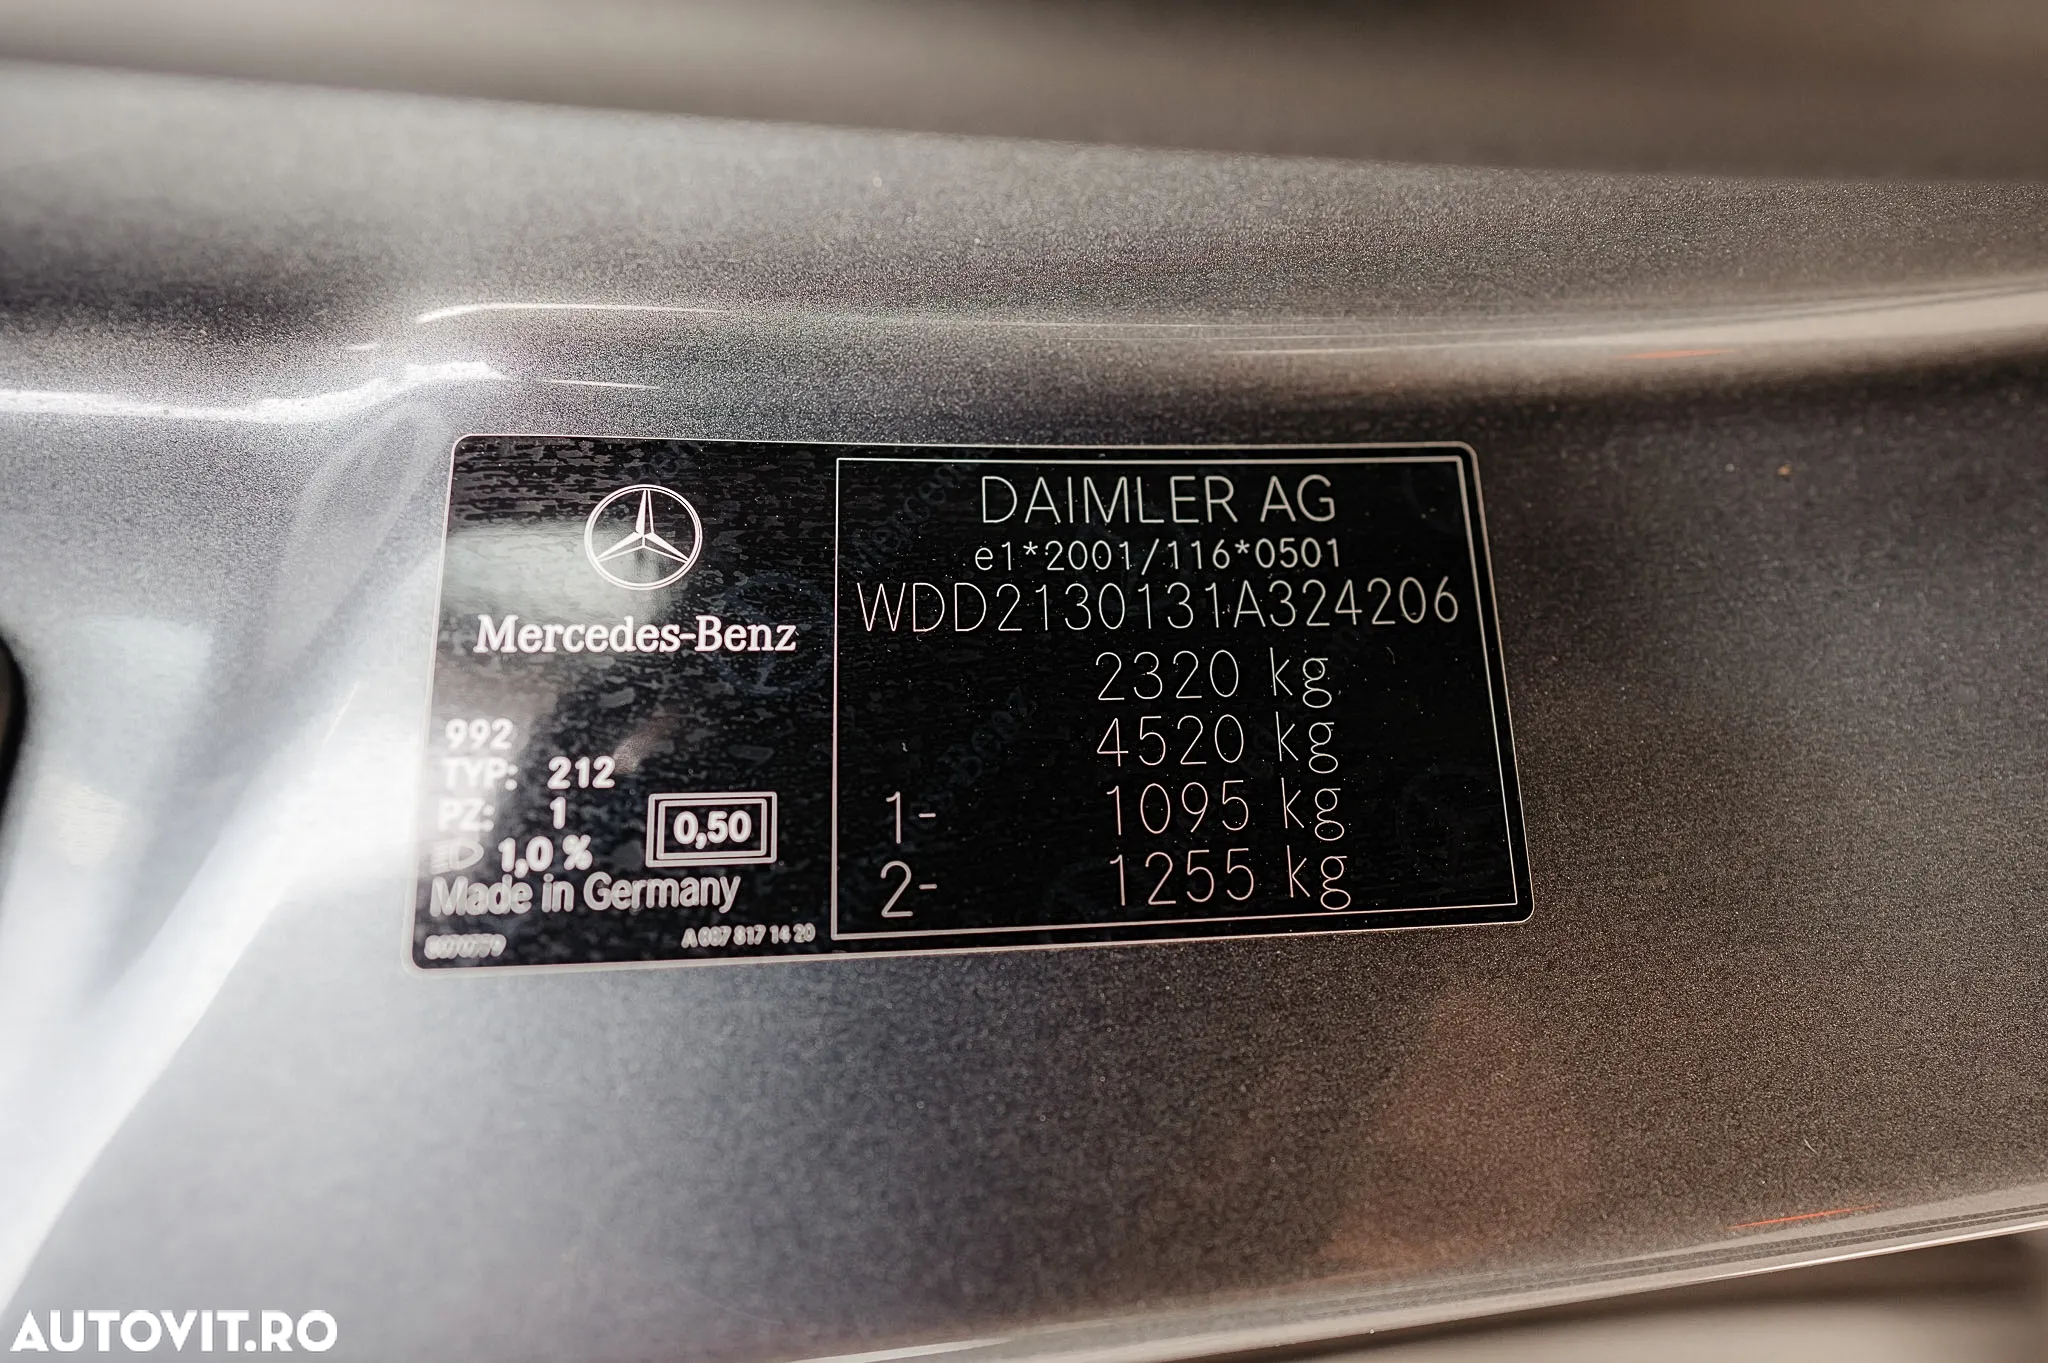 Mercedes-Benz
992
TYP: 212
PZ: 1
1,0 %
0,50
Made in Germany
A 007 817 14 20
DAIMLER AG
e1*2001/116*0501
WDD2130131A324206
2320 kg
4520 kg
1- 1095 kg
2- 1255 kg
AUTOVIT.RO